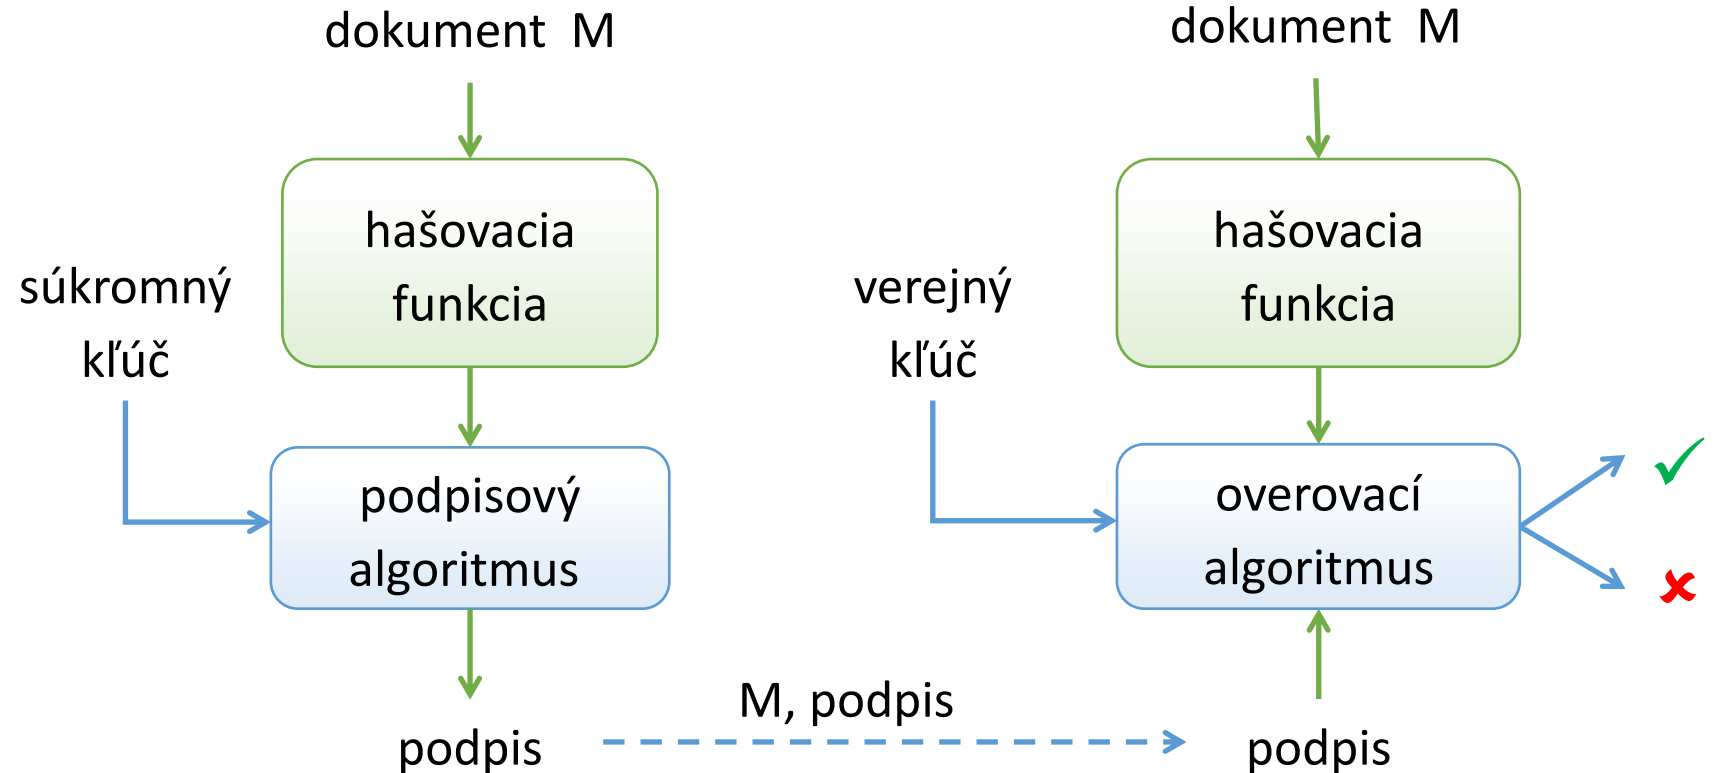 dokument M
hašovacia
funkcia
súkromný
kľúč
podpisový
algoritmus
podpis
M, podpis
dokument M
hašovacia
funkcia
verejný
kľúč
overovací
algoritmus
podpis